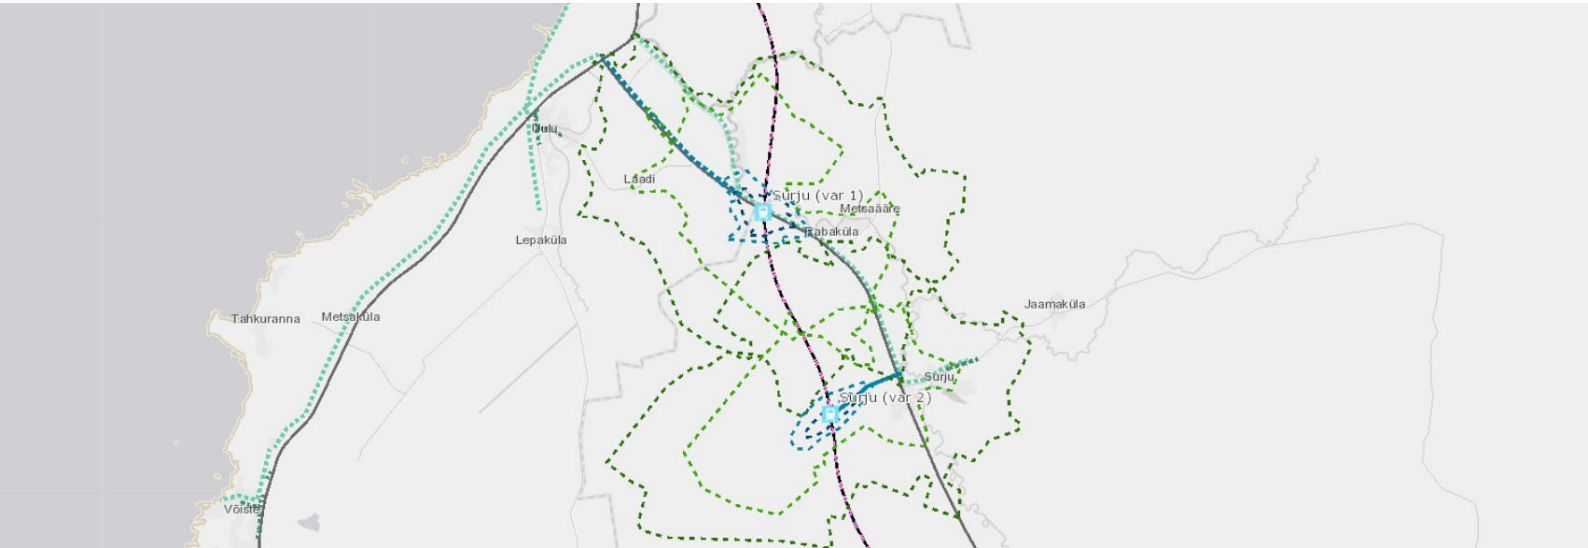 Uulu
Laadi
Surju (var 1)
Metsaääre
Rabaküla
Lepaküla
Jaamaküla
Tahkuranna
Metsaküla
Surju
Surju (var 2)
Võiste